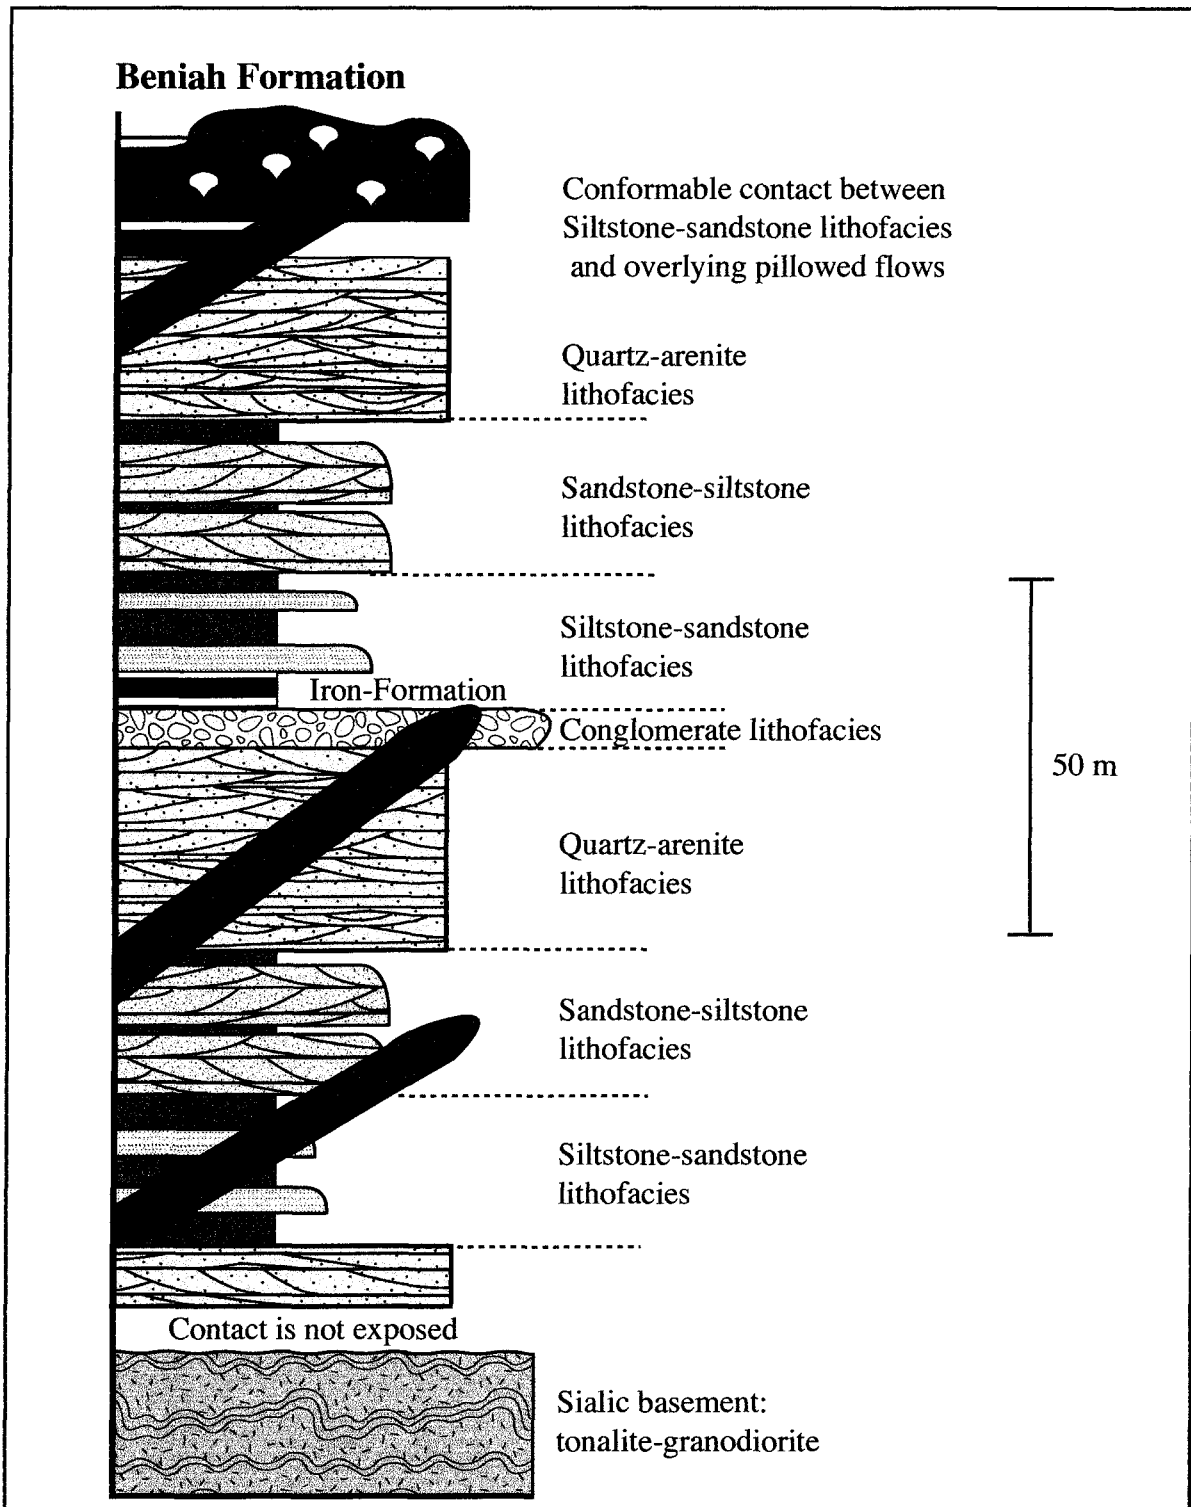 Beniah Formation
Conformable contact between
Siltstone-sandstone lithofacies
and overlying pillowed flows
Quartz-arenite
lithofacies
Sandstone-siltstone
lithofacies
Siltstone-sandstone
lithofacies
Iron-Formation
Conglomerate lithofacies
50 m
Quartz-arenite
lithofacies
Sandstone-siltstone
lithofacies
Siltstone-sandstone
lithofacies
Contact is not exposed
Sialic basement:
tonalite-granodiorite